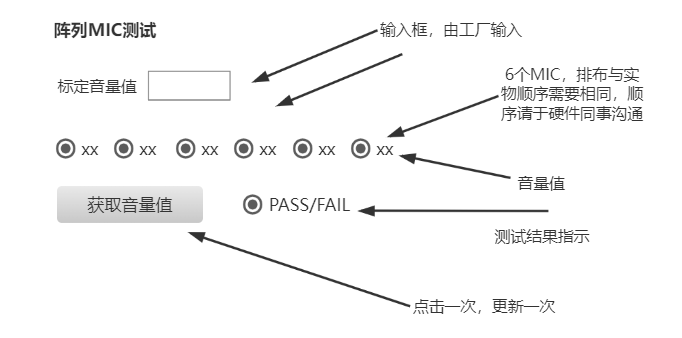 阵列MIC测试
输入框，由工厂输入
标定音量值
6个MIC，排布与实
物顺序需要相同，顺
序请于硬件同事沟通
xx xx xx xx xx xx
音量值
获取音量值
PASS/FAIL
测试结果指示
点击一次，更新一次